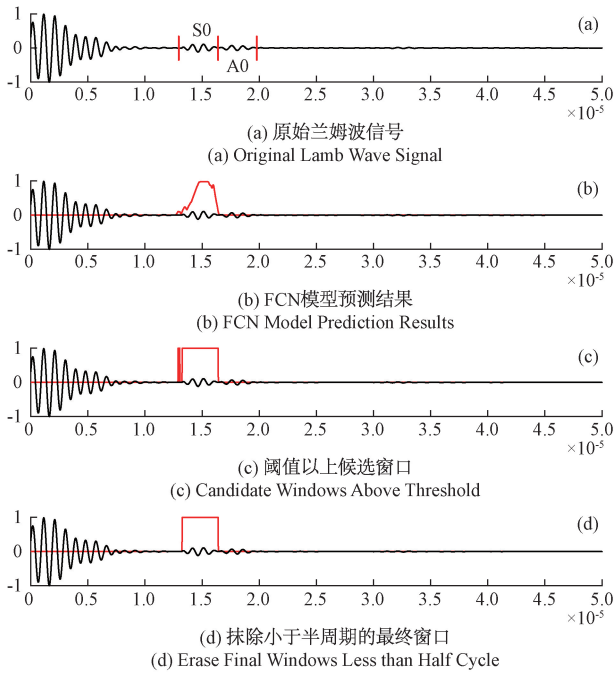 1
(a)
S0
0
A0
-1
0 0.5 1.0 1.5 2.0 2.5 3.0 3.5 4.0 4.5 5.0
×10-5
(a) 原始兰姆波信号
(a) Original Lamb Wave Signal
1
(b)
0
-1
0 0.5 1.0 1.5 2.0 2.5 3.0 3.5 4.0 4.5 5.0
×10-5
(b) FCN模型预测结果
(b) FCN Model Prediction Results
1
(c)
0
-1
0 0.5 1.0 1.5 2.0 2.5 3.0 3.5 4.0 4.5 5.0
×10-5
(c) 阈值以上候选窗口
(c) Candidate Windows Above Threshold
1
(d)
0
-1
0 0.5 1.0 1.5 2.0 2.5 3.0 3.5 4.0 4.5 5.0
×10-5
(d) 抹除小于半周期的最终窗口
(d) Erase Final Windows Less than Half Cycle